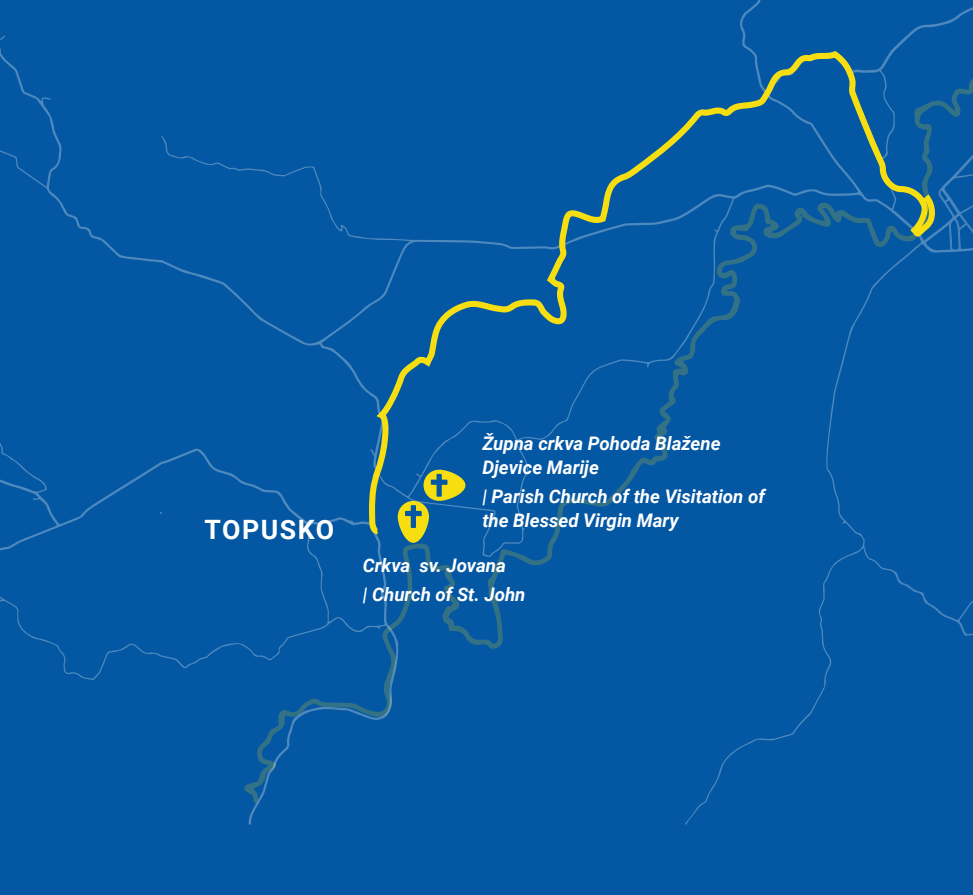 Župna crkva Pohoda Blažene
Djevice Marije
| Parish Church of the Visitation of
the Blessed Virgin Mary
TOPUSKO
Crkva  sv. Jovana
| Church of St. John